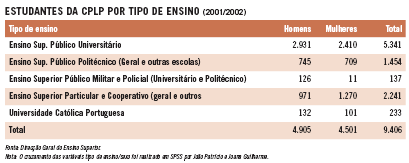 ESTUDANTES DA CPLP POR TIPO DE ENSINO (2001/2002)
Tipo de ensino Homens Mulheres Total
Ensino Sup. Público Universitário 2.931 2.410 5.341
Ensino Sup. Público Politécnico (Geral e outras escolas) 745 709 1.454
Ensino Superior Público Militar e Policial (Universitário e Politécnico) 126 11 137
Ensino Superior Particular e Cooperativo (geral e outros 971 1.270 2.241
Universidade Católica Portuguesa 132 101 233
Total 4.905 4.501 9.406
Fonte: Direcção Geral do Ensino Superior.
Nota: O cruzamento das variáveis tipo de ensino/sexo foi realizado em SPSS por João Patrício e Joana Guilherme.